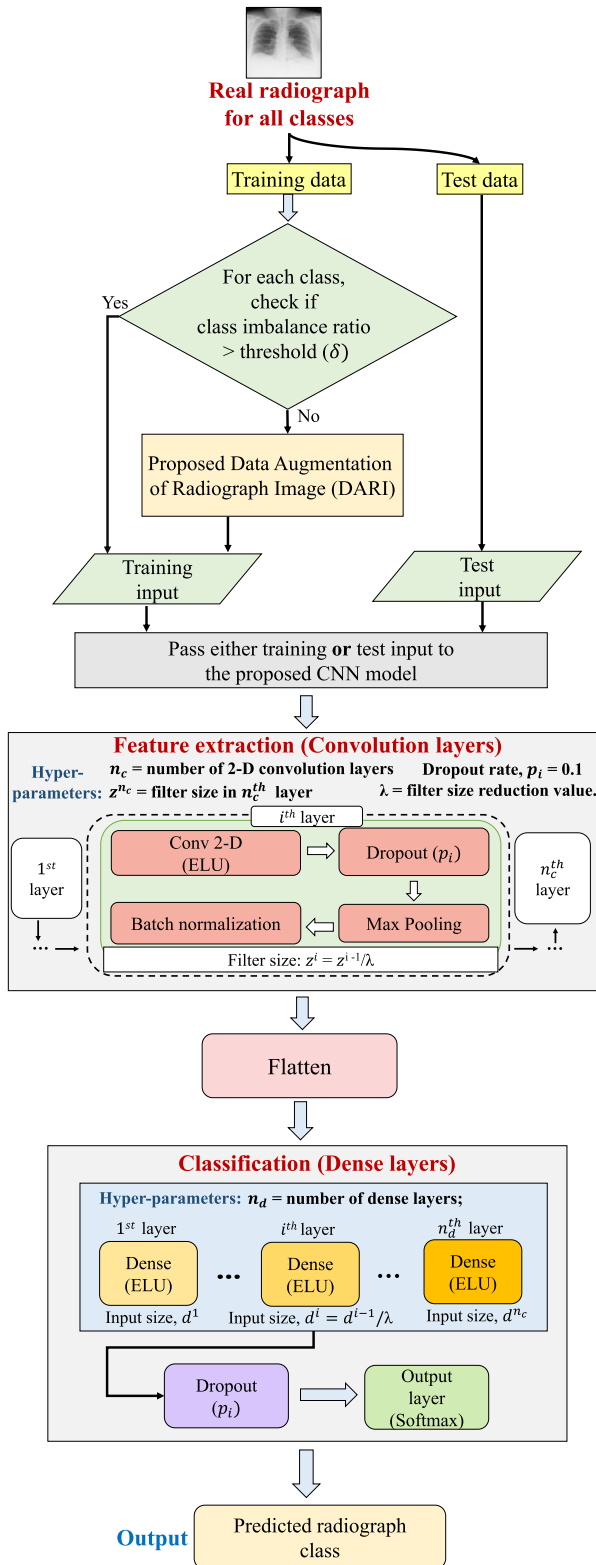 Real radiograph
for all classes
Training data
Test data
For each class,
check if
class imbalance ratio
> threshold (δ)
Yes
No
Proposed Data Augmentation
of Radiograph Image (DARI)
Training
input
Test
input
Pass either training or test input to
the proposed CNN model
Feature extraction (Convolution layers)
Hyper-
parameters:
n_c = number of 2-D convolution layers
z^{n_c} = filter size in n_c^{th} layer
Dropout rate, p_i = 0.1
λ = filter size reduction value.
i^{th} layer
1^{st}
layer
Conv 2-D
(ELU)
Dropout (p_i)
Batch normalization
Max Pooling
n_c^{th}
layer
...
...
Filter size: z^i = z^{i-1}/λ
Flatten
Classification (Dense layers)
Hyper-parameters: n_d = number of dense layers;
1^{st} layer
i^{th} layer
n_d^{th} layer
Dense
(ELU)
...
Dense
(ELU)
...
Dense
(ELU)
Input size, d^1
Input size, d^i = d^{i-1}/λ
Input size, d^{n_c}
Dropout
(p_i)
Output
layer
(Softmax)
Output
Predicted radiograph
class